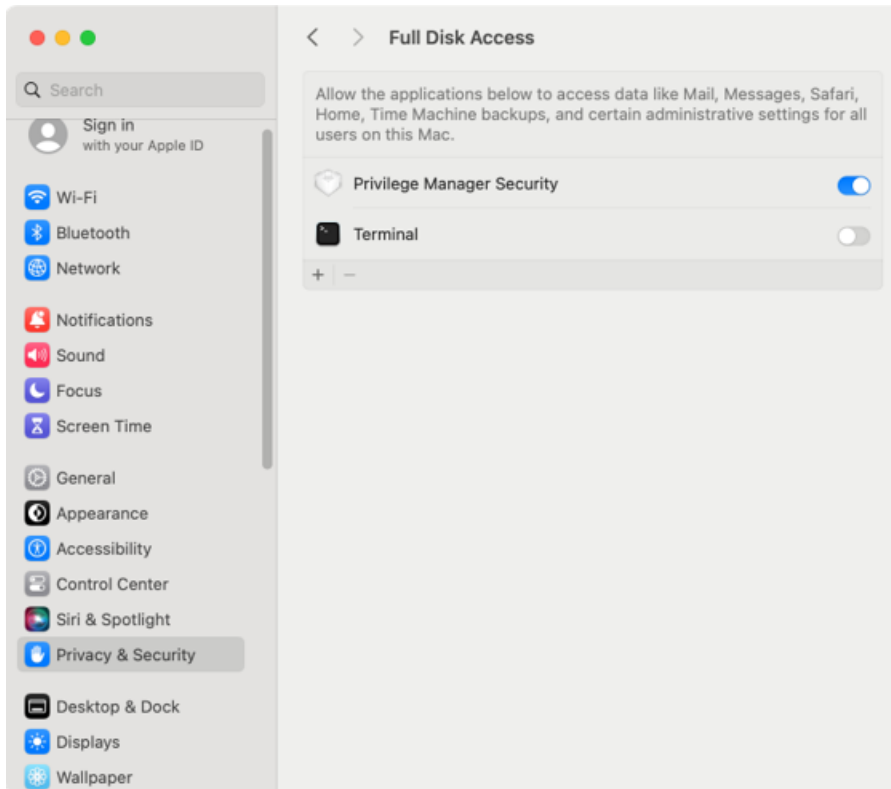 Search
Sign in
with your Apple ID
Wi-Fi
Bluetooth
Network
Notifications
Sound
Focus
Screen Time
General
Appearance
Accessibility
Control Center
Siri & Spotlight
Privacy & Security
Desktop & Dock
Displays
Wallpaper
Full Disk Access
Allow the applications below to access data like Mail, Messages, Safari,
Home, Time Machine backups, and certain administrative settings for all
users on this Mac.
Privilege Manager Security
Terminal